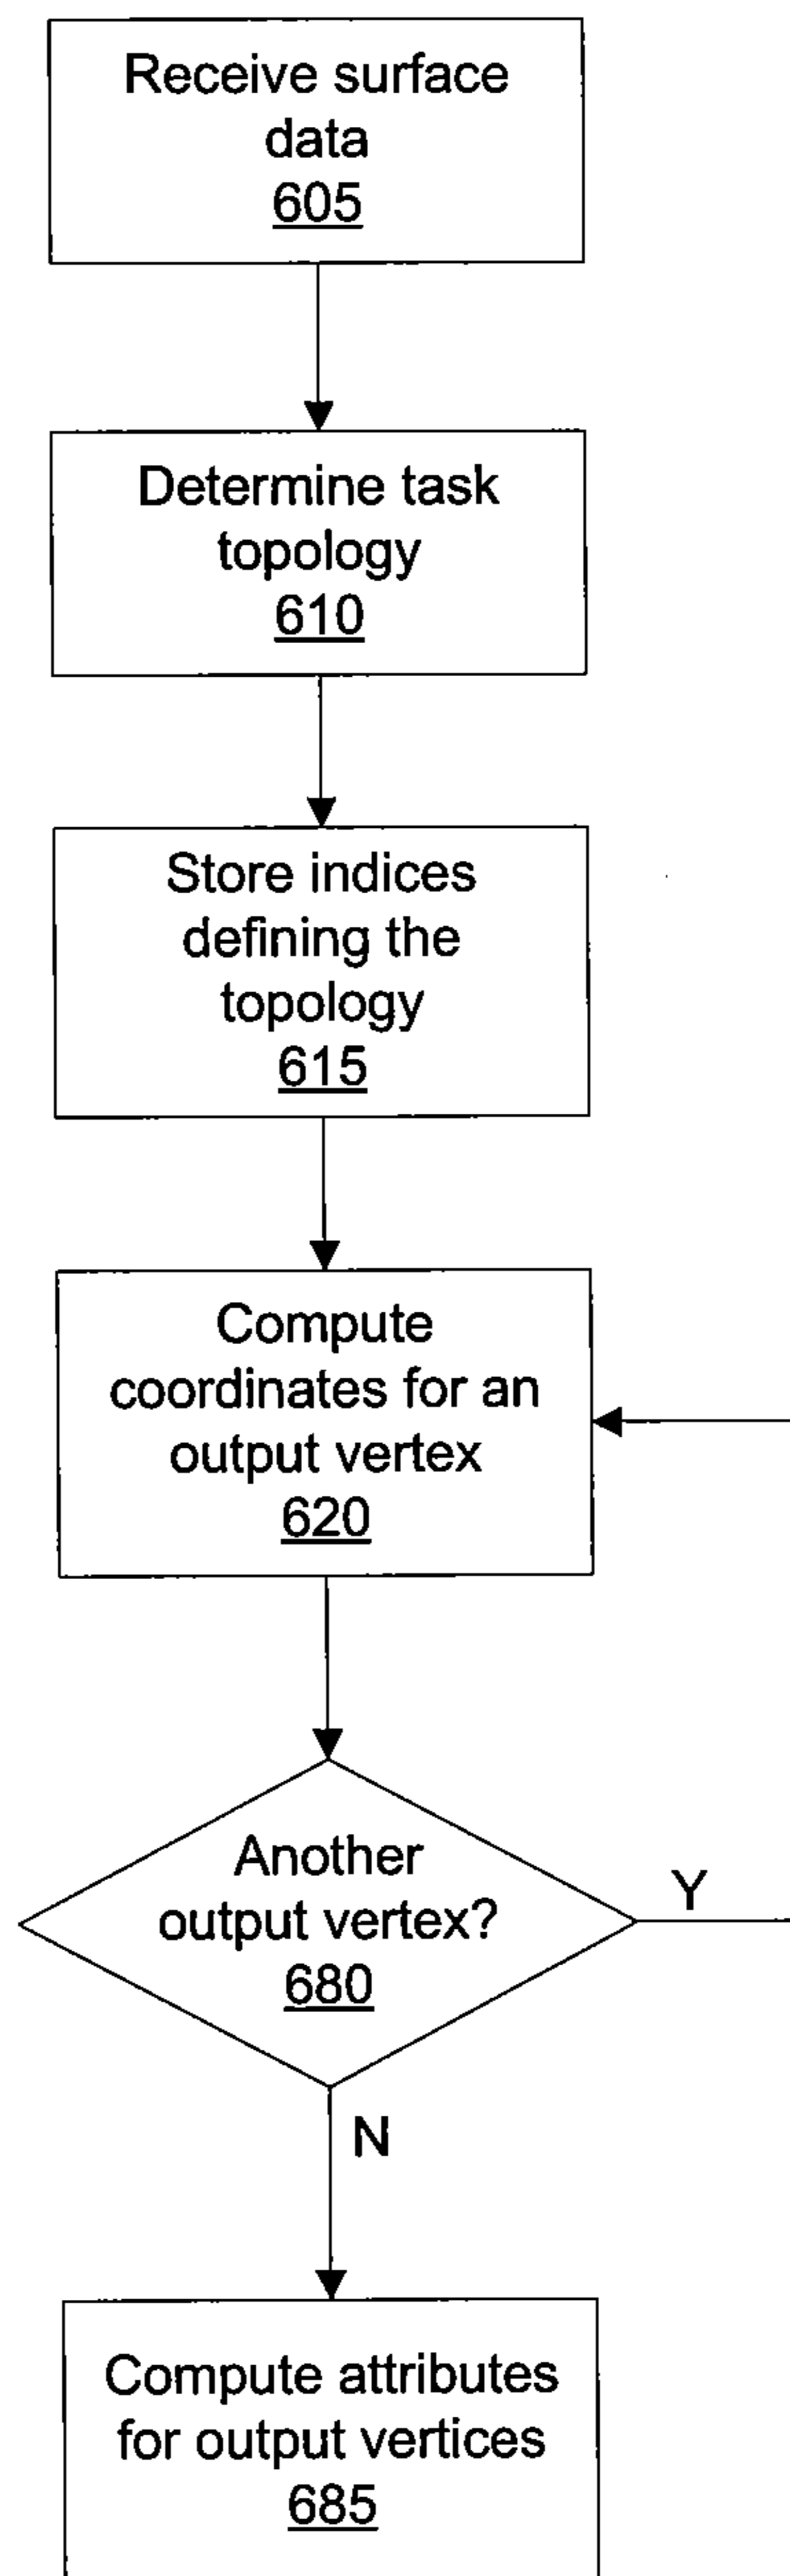 Receive surface
data
605
Determine task
topology
610
Store indices
defining the
topology
615
Compute
coordinates for an
output vertex
620
Another
output vertex?
680
Y
N
Compute attributes
for output vertices
685